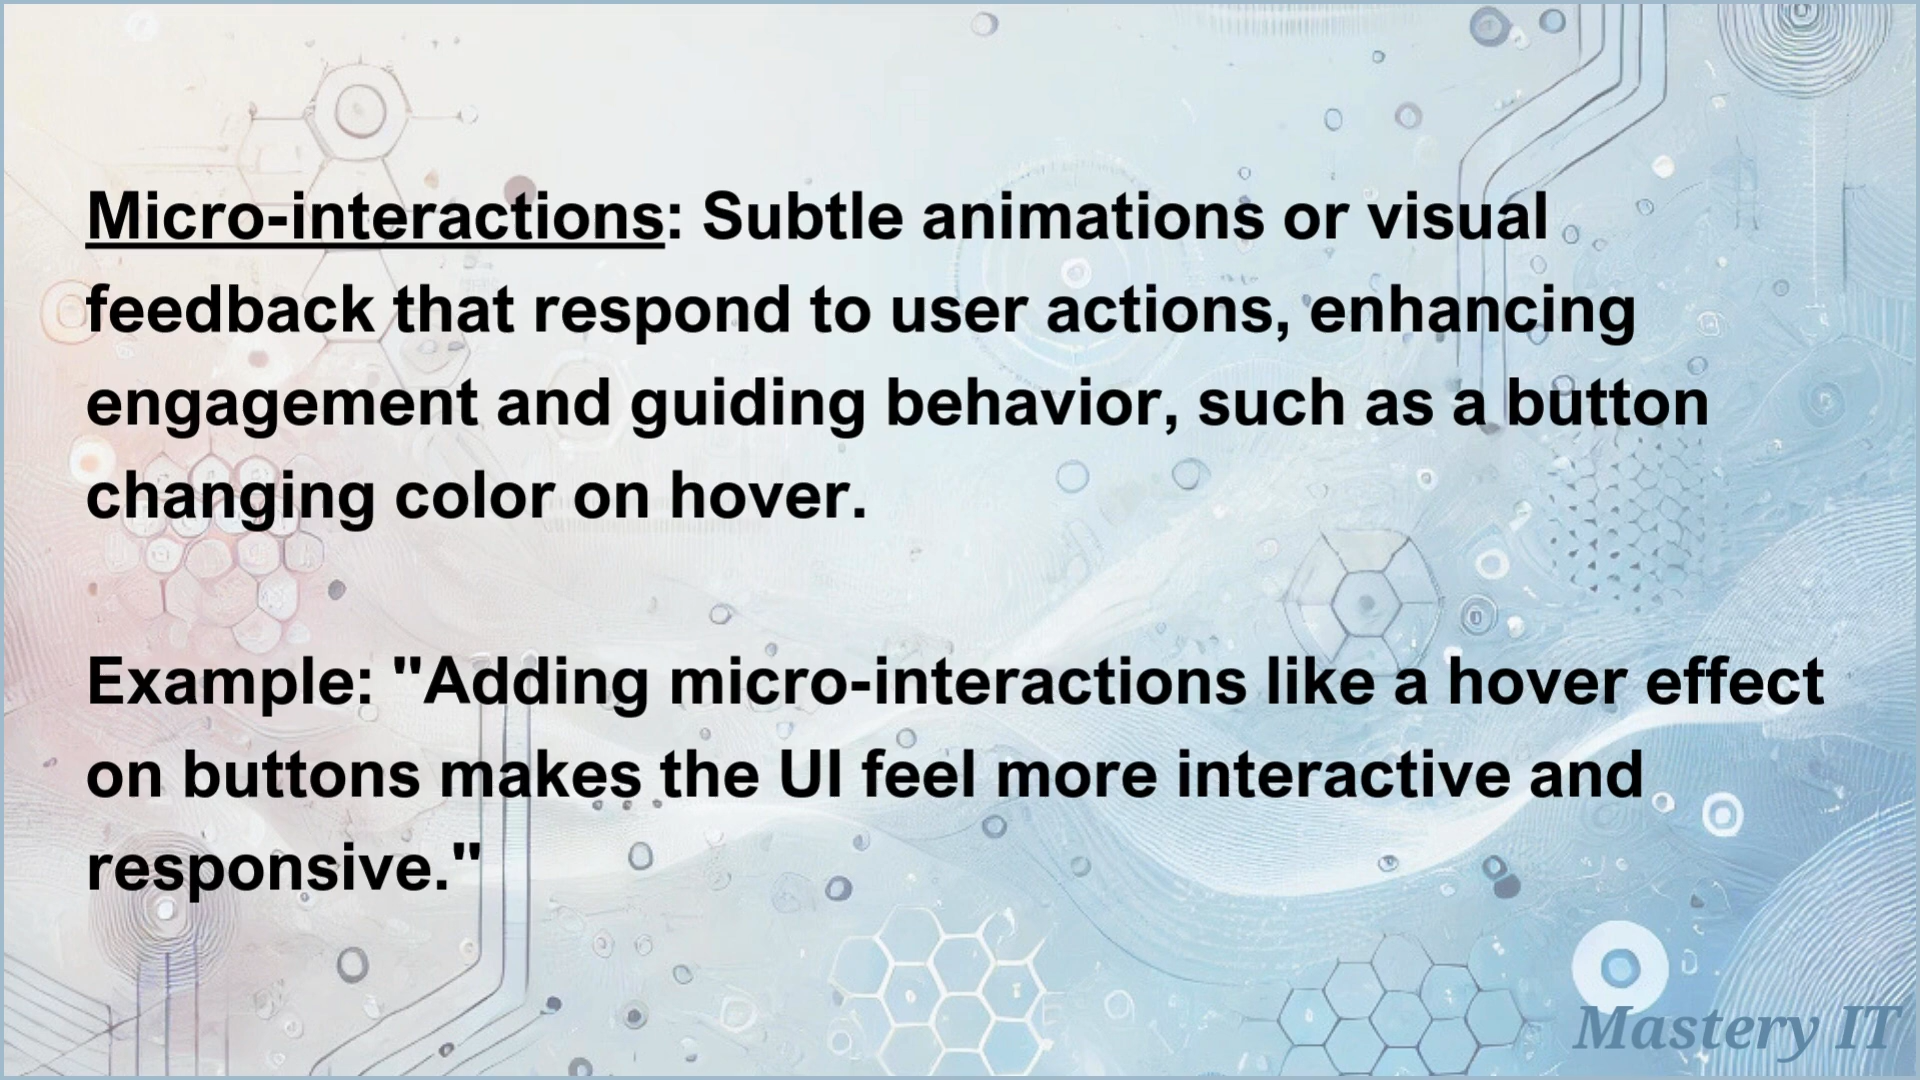 Micro-interactions: Subtle animations or visual
feedback that respond to user actions, enhancing
engagement and guiding behavior, such as a button
changing color on hover.
Example: "Adding micro-interactions like a hover effect
on buttons makes the UI feel more interactive and
responsive."
Mastery IT